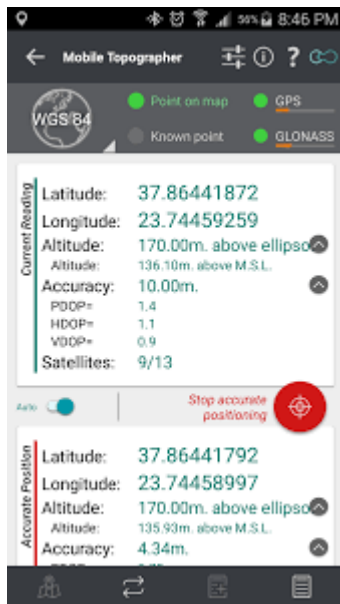 56% 8:46 PM
Mobile Topographer
WGS 84
Point on map
GPS
Known point
GLONASS
Current Reading
Latitude: 37.86441872
Longitude: 23.74459259
Altitude: 170.00m. above ellipso
Altitude: 136.10m. above M.S.L.
Accuracy: 10.00m.
PDOP= 1.4
HDOP= 1.1
VDOP= 0.9
Satellites: 9/13
Auto
Stop accurate
positioning
Accurate Position
Latitude: 37.86441792
Longitude: 23.74458997
Altitude: 170.00m. above ellipso
Altitude: 135.93m. above M.S.L.
Accuracy: 4.34m.